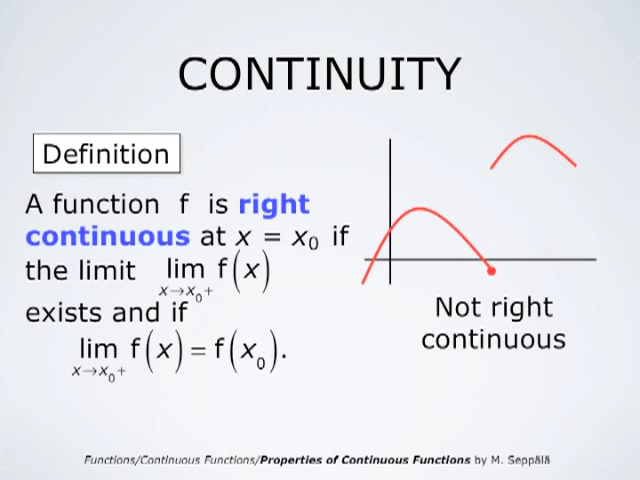 CONTINUITY
Definition
A function f is right
continuous at x = x₀ if
the limit lim f(x)
x→x₀+
exists and if
lim f(x) = f(x₀).
x→x₀+
Not right
continuous
Functions/Continuous Functions/Properties of Continuous Functions by M. Seppälä